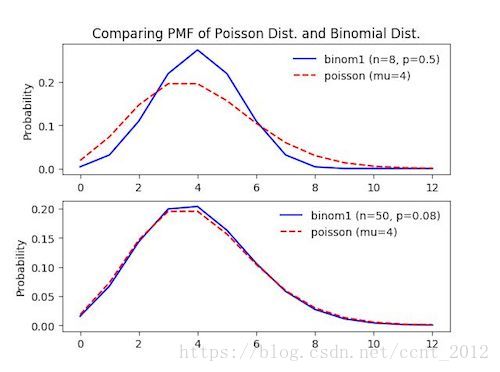 Comparing PMF of Poisson Dist. and Binomial Dist.
binom1 (n=8, p=0.5)
poisson (mu=4)
Probability
0.2
0.1
0.0
0 2 4 6 8 10 12
binom1 (n=50, p=0.08)
poisson (mu=4)
Probability
0.20
0.15
0.10
0.05
0.00
0 2 4 6 8 10 12
https://blog.csdn.net/ccnt_2012